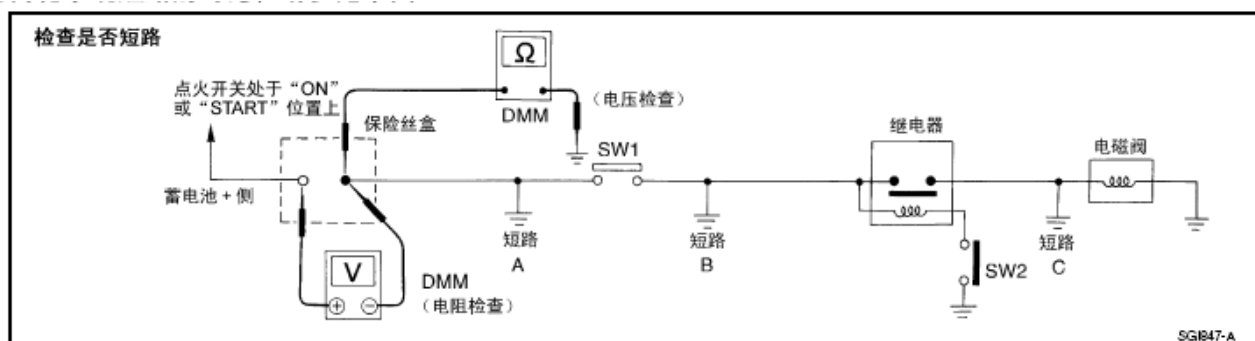 检查是否短路
点火开关处于“ON”
或“START”位置上
Ω
DMM
(电压检查)
保险丝盒
蓄电池+侧
SW1
继电器
电磁阀
短路
A
短路
B
短路
C
SW2
V
+ −
DMM
(电阻检查)
SGI847-A